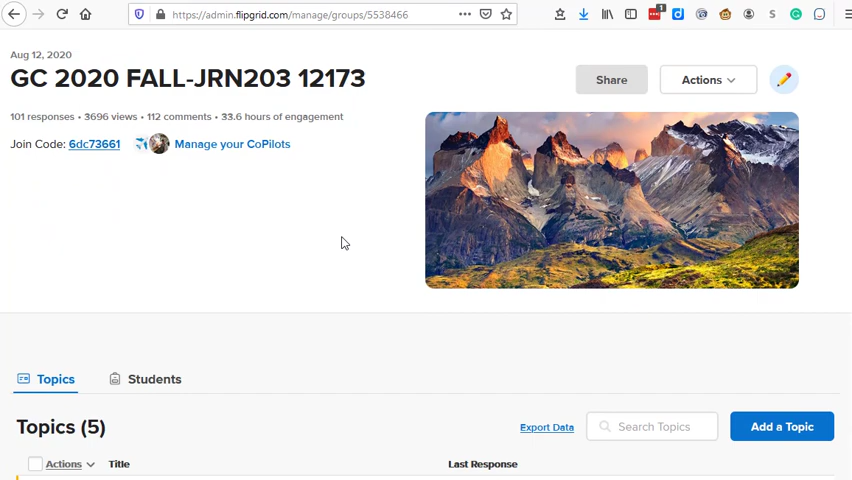 https://admin.flipgrid.com/manage/groups/5538466
1
S
Aug 12, 2020
GC 2020 FALL-JRN203 12173
Share
Actions
101 responses • 3696 views • 112 comments • 33.6 hours of engagement
Join Code: 6dc73661
Manage your CoPilots
Topics
Students
Topics (5)
Export Data
Search Topics
Add a Topic
Actions
Title
Last Response